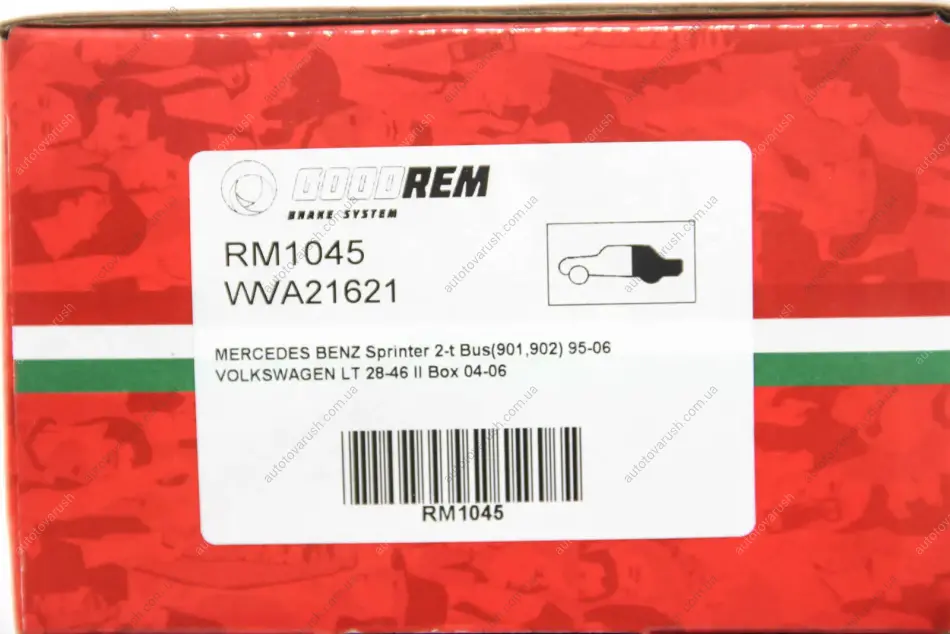 GOODREM
BRAKE SYSTEM
RM1045
WVA21621
MERCEDES BENZ Sprinter 2-t Bus(901,902) 95-06
VOLKSWAGEN LT 28-46 II Box 04-06
RM1045
autotovarush.com.ua